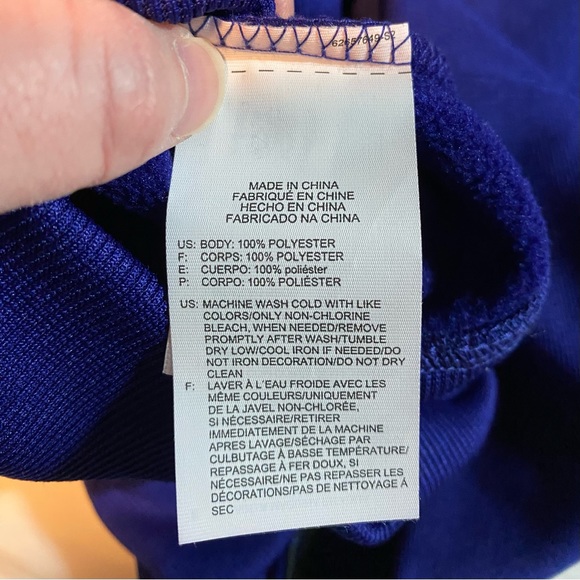 62657649-S2
MADE IN CHINA
FABRIQUÉ EN CHINE
HECHO EN CHINA
FABRICADO NA CHINA
US: BODY: 100% POLYESTER
F: CORPS: 100% POLYESTER
E: CUERPO: 100% poliéster
P: CORPO: 100% POLIÉSTER
US: MACHINE WASH COLD WITH LIKE
COLORS/ONLY NON-CHLORINE
BLEACH, WHEN NEEDED/REMOVE
PROMPTLY AFTER WASH/TUMBLE
DRY LOW/COOL IRON IF NEEDED/DO
NOT IRON DECORATION/DO NOT DRY
CLEAN
F: LAVER À L'EAU FROIDE AVEC LES
MÊME COULEURS/UNIQUEMENT
DE LA JAVEL NON-CHLORÉE,
SI NÉCESSAIRE/RETIRER
IMMEDIATEMENT DE LA MACHINE
APRES LAVAGE/SÉCHAGE PAR
CULBUTAGE À BASSE TEMPÉRATURE/
REPASSAGE À FER DOUX, SI
NÉCESSAIRE/NE PAS REPASSER LES
DÉCORATIONS/PAS DE NETTOYAGE À
SEC